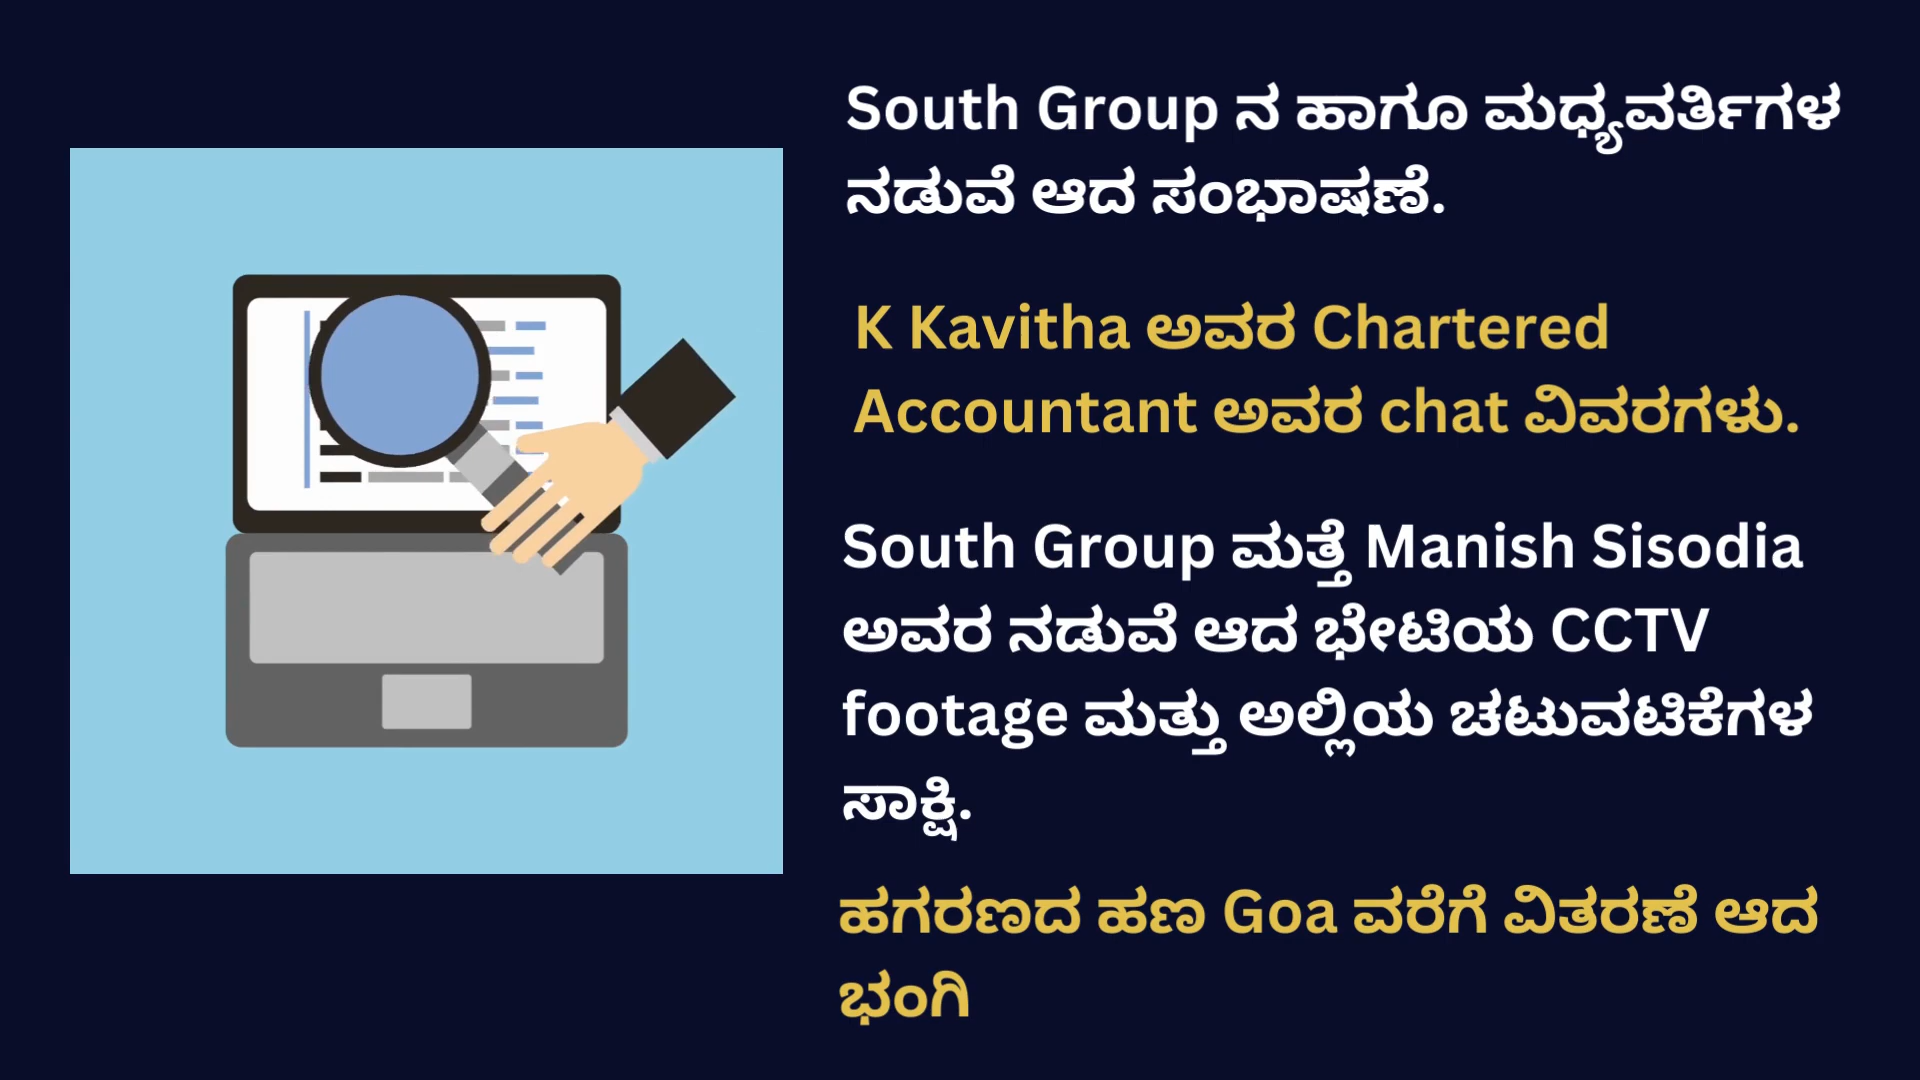 South Group ನ ಹಾಗೂ ಮಧ್ಯವರ್ತಿಗಳ
ನಡುವೆ ಆದ ಸಂಭಾಷಣೆ.
K Kavitha ಅವರ Chartered
Accountant ಅವರ chat ವಿವರಗಳು.
South Group ಮತ್ತೆ Manish Sisodia
ಅವರ ನಡುವೆ ಆದ ಭೇಟಿಯ CCTV
footage ಮತ್ತು ಅಲ್ಲಿಯ ಚಟುವಟಿಕೆಗಳ
ಸಾಕ್ಷಿ.
ಹಗರಣದ ಹಣ Goa ವರೆಗೆ ವಿತರಣೆ ಆದ
ಭಂಗಿ